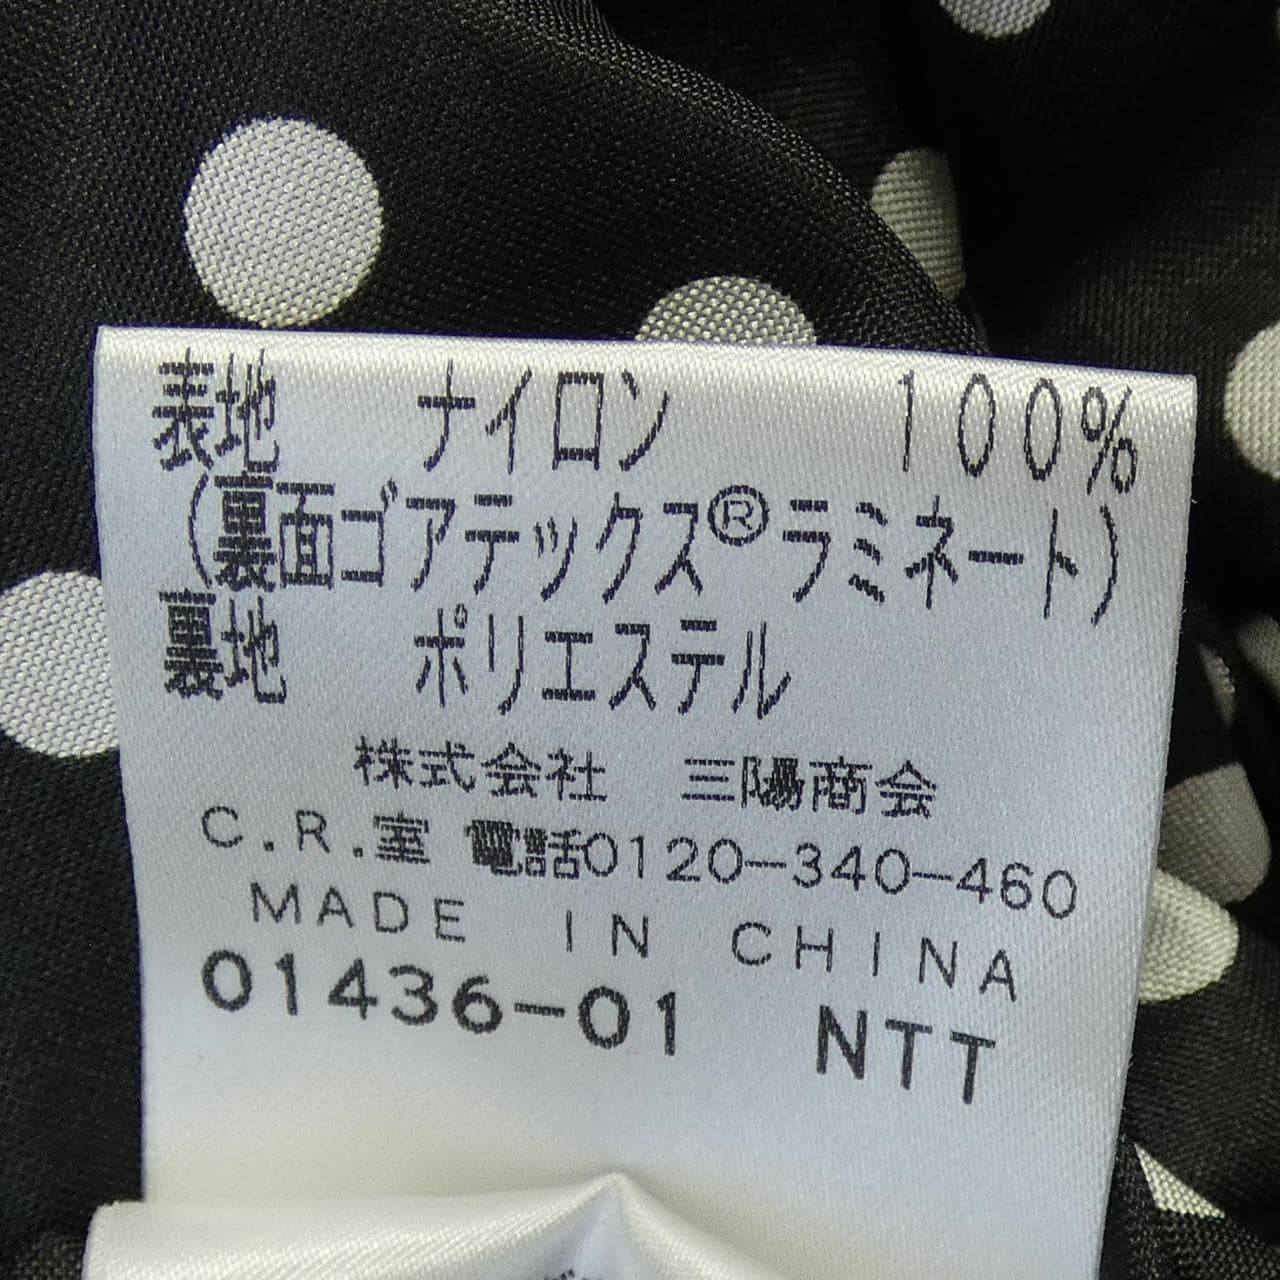 表地 ナイロン 100%
(裏面ゴアテックス®ラミネート)
裏地 ポリエステル
株式会社 三陽商会
C.R.室 電話0120-340-460
MADE IN CHINA
01436-01 NTT